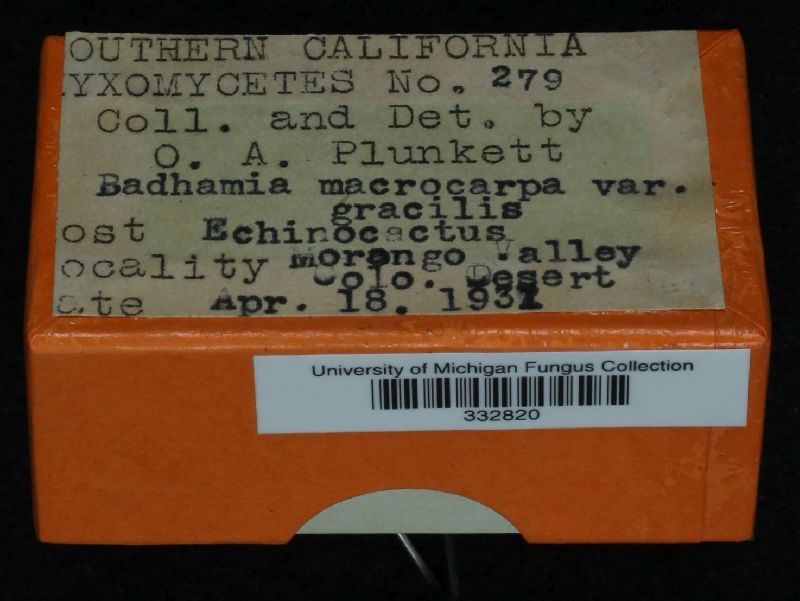 OUTHERN CALIFORNIA
YXOMYCETES No. 279
Coll. and Det. by
O. A. Plunkett
Badhamia macrocarpa var.
gracilis
ost Echinocactus
ocality Morongo Valley
Colo. Desert
ate Apr. 18. 1931
University of Michigan Fungus Collection
332820